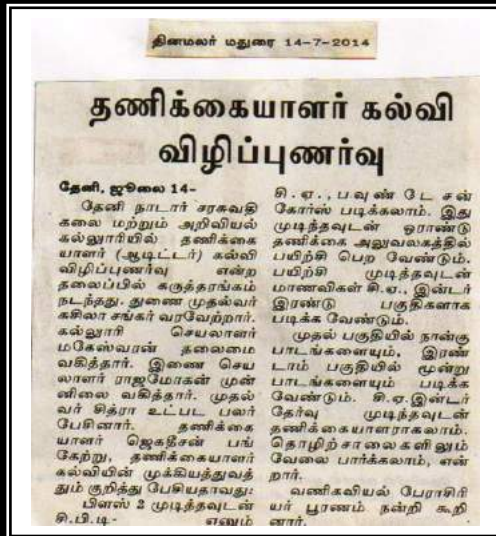 தினமலர் மதுரை 14-7-2014
தணிக்கையாளர் கல்வி
விழிப்புணர்வு
தேனி, ஜூலை 14-
தேனி நாடார் சரசுவதி
கலை மற்றும் அறிவியல்
கல்லூரியில் தணிக்கை
யாளர் (ஆடிட்டர்) கல்வி
விழிப்புணர்வு என்ற
தலைப்பில் கருத்தரங்கம்
நடந்தது. துணை முதல்வர்
சுசிலா சங்கர் வரவேற்றார்.
கல்லூரி செயலாளர்
மகேஸ்வரன் தலைமை
வகித்தார். இணை செய
லாளர் ராஜமோகன் முன்
னிலை வகித்தார். முதல்
வர் சித்ரா உட்பட பலர்
பேசினார். தணிக்கை
யாளர் ஜெகதீசன் பங்
கேற்று, தணிக்கையாளர்
கல்வியின் முக்கியத்துவத்
தும் குறித்து பேசியதாவது:
பிளஸ் 2 முடித்தவுடன்
சி.பி.டி- எனும்
சி.ஏ.,பவுண்டேசன்
கோர்ஸ் படிக்கலாம். இது
முடித்தவுடன் ஓராண்டு
தணிக்கை அலுவலகத்தில்
பயிற்சி பெற வேண்டும்.
பயிற்சி முடித்தவுடன்
மாணவிகள் சி.ஏ., இன்டர்
இரண்டு பகுதிகளாக
படிக்க வேண்டும்.
முதல் பகுதியில் நான்கு
பாடங்களையும், இரண்
டாம் பகுதியில் மூன்று
பாடங்களையும் படிக்க
வேண்டும். சி.ஏ.இன்டர்
தேர்வு முடிந்தவுடன்
தணிக்கையாளராகலாம்.
தொழிற்சாலைகளிலும்
வேலை பார்க்கலாம், என்
றார்.
வணிகவியல் பேராசிரி
யர் பூரணம் நன்றி கூறி
னார்.